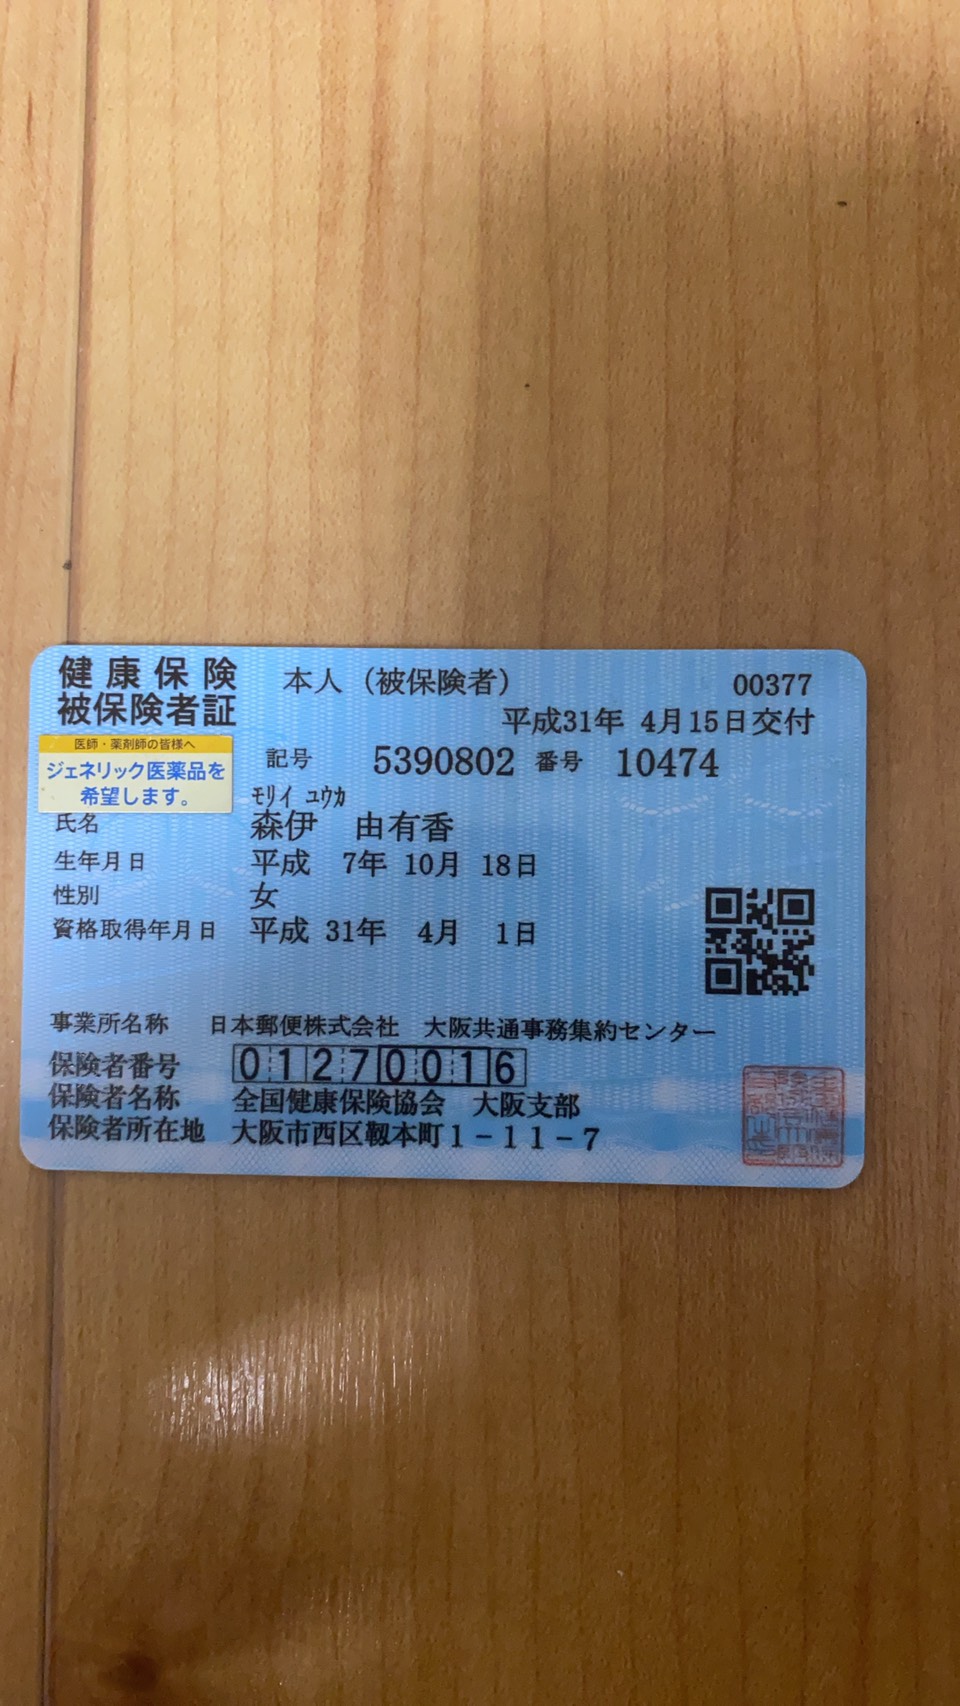 健康保険
被保険者証
本人（被保険者） 00377
平成31年 4月15日交付
医師・薬剤師の皆様へ
ジェネリック医薬品を
希望します。
記号 5390802 番号 10474
ﾓﾘｲ ﾕｳｶ
氏名 森伊 由有香
生年月日 平成 7年 10月 18日
性別 女
資格取得年月日 平成 31年 4月 1日
事業所名称 日本郵便株式会社 大阪共通事務集約センター
保険者番号 01270016
保険者名称 全国健康保険協会 大阪支部
保険者所在地 大阪市西区靱本町1－11－7